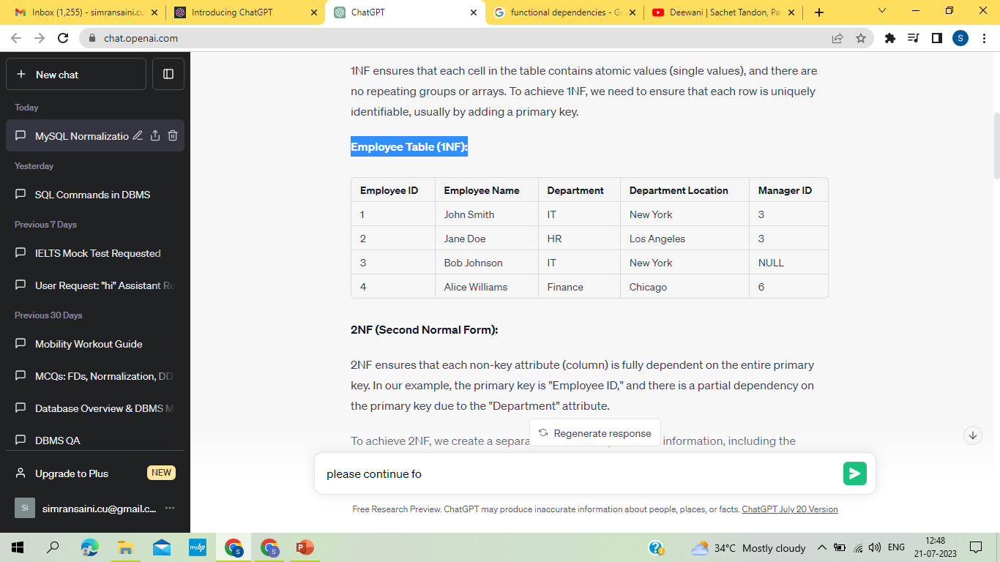 Inbox (1,255) - simransaini.cu
Introducing ChatGPT
ChatGPT
functional dependencies - Go
Deewani | Sachet Tandon, Pa
chat.openai.com
S
New chat
Today
MySQL Normalizatio
Yesterday
SQL Commands in DBMS
Previous 7 Days
IELTS Mock Test Requested
User Request: "hi" Assistant Re
Previous 30 Days
Mobility Workout Guide
MCQs: FDs, Normalization, DD
Database Overview & DBMS M
DBMS QA
Upgrade to Plus NEW
SI simransaini.cu@gmail.c...
1NF ensures that each cell in the table contains atomic values (single values), and there are
no repeating groups or arrays. To achieve 1NF, we need to ensure that each row is uniquely
identifiable, usually by adding a primary key.
Employee Table (1NF):
Employee ID Employee Name Department Department Location Manager ID
1 John Smith IT New York 3
2 Jane Doe HR Los Angeles 3
3 Bob Johnson IT New York NULL
4 Alice Williams Finance Chicago 6
2NF (Second Normal Form):
2NF ensures that each non-key attribute (column) is fully dependent on the entire primary
key. In our example, the primary key is "Employee ID," and there is a partial dependency on
the primary key due to the "Department" attribute.
To achieve 2NF, we create a separa information, including the
Regenerate response
please continue fo
Free Research Preview. ChatGPT may produce inaccurate information about people, places, or facts. ChatGPT July 20 Version
my hp
S
S
P
34°C Mostly cloudy
ENG
12:48
21-07-2023